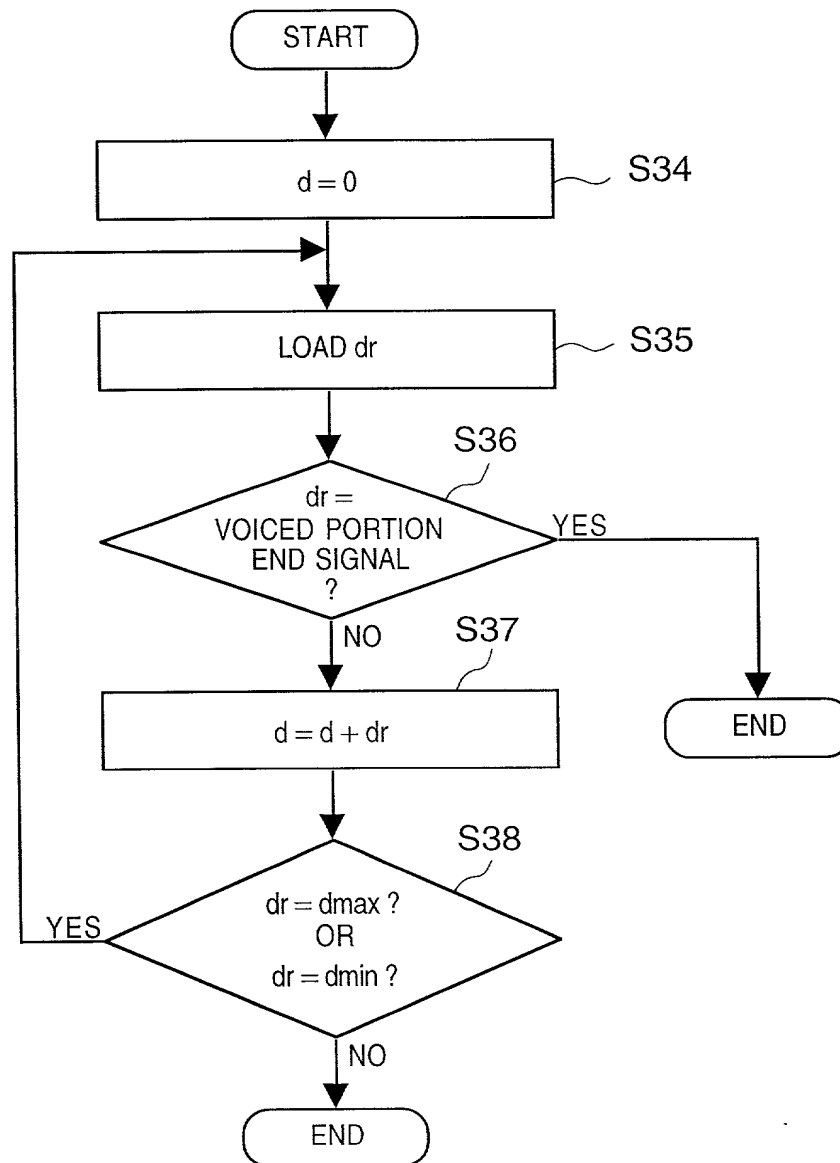 START
d = 0
S34
LOAD dr
S35
S36
dr =
VOICED PORTION
END SIGNAL
?
YES
NO
S37
d = d + dr
END
S38
dr = dmax ?
OR
dr = dmin ?
YES
NO
END